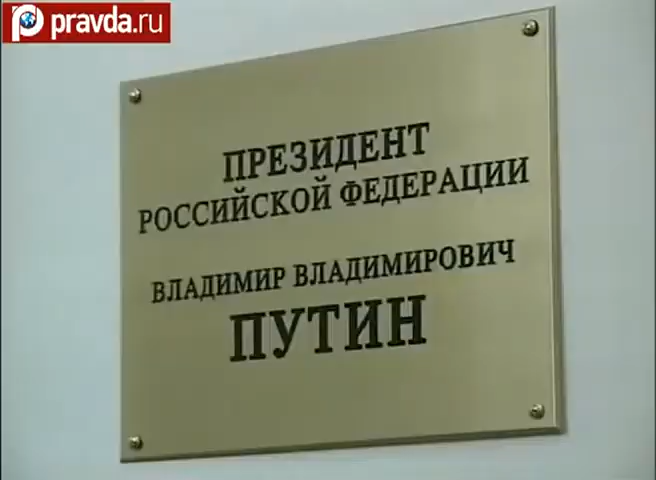 pravda.ru
ПРЕЗИДЕНТ
РОССИЙСКОЙ ФЕДЕРАЦИИ
ВЛАДИМИР ВЛАДИМИРОВИЧ
ПУТИН